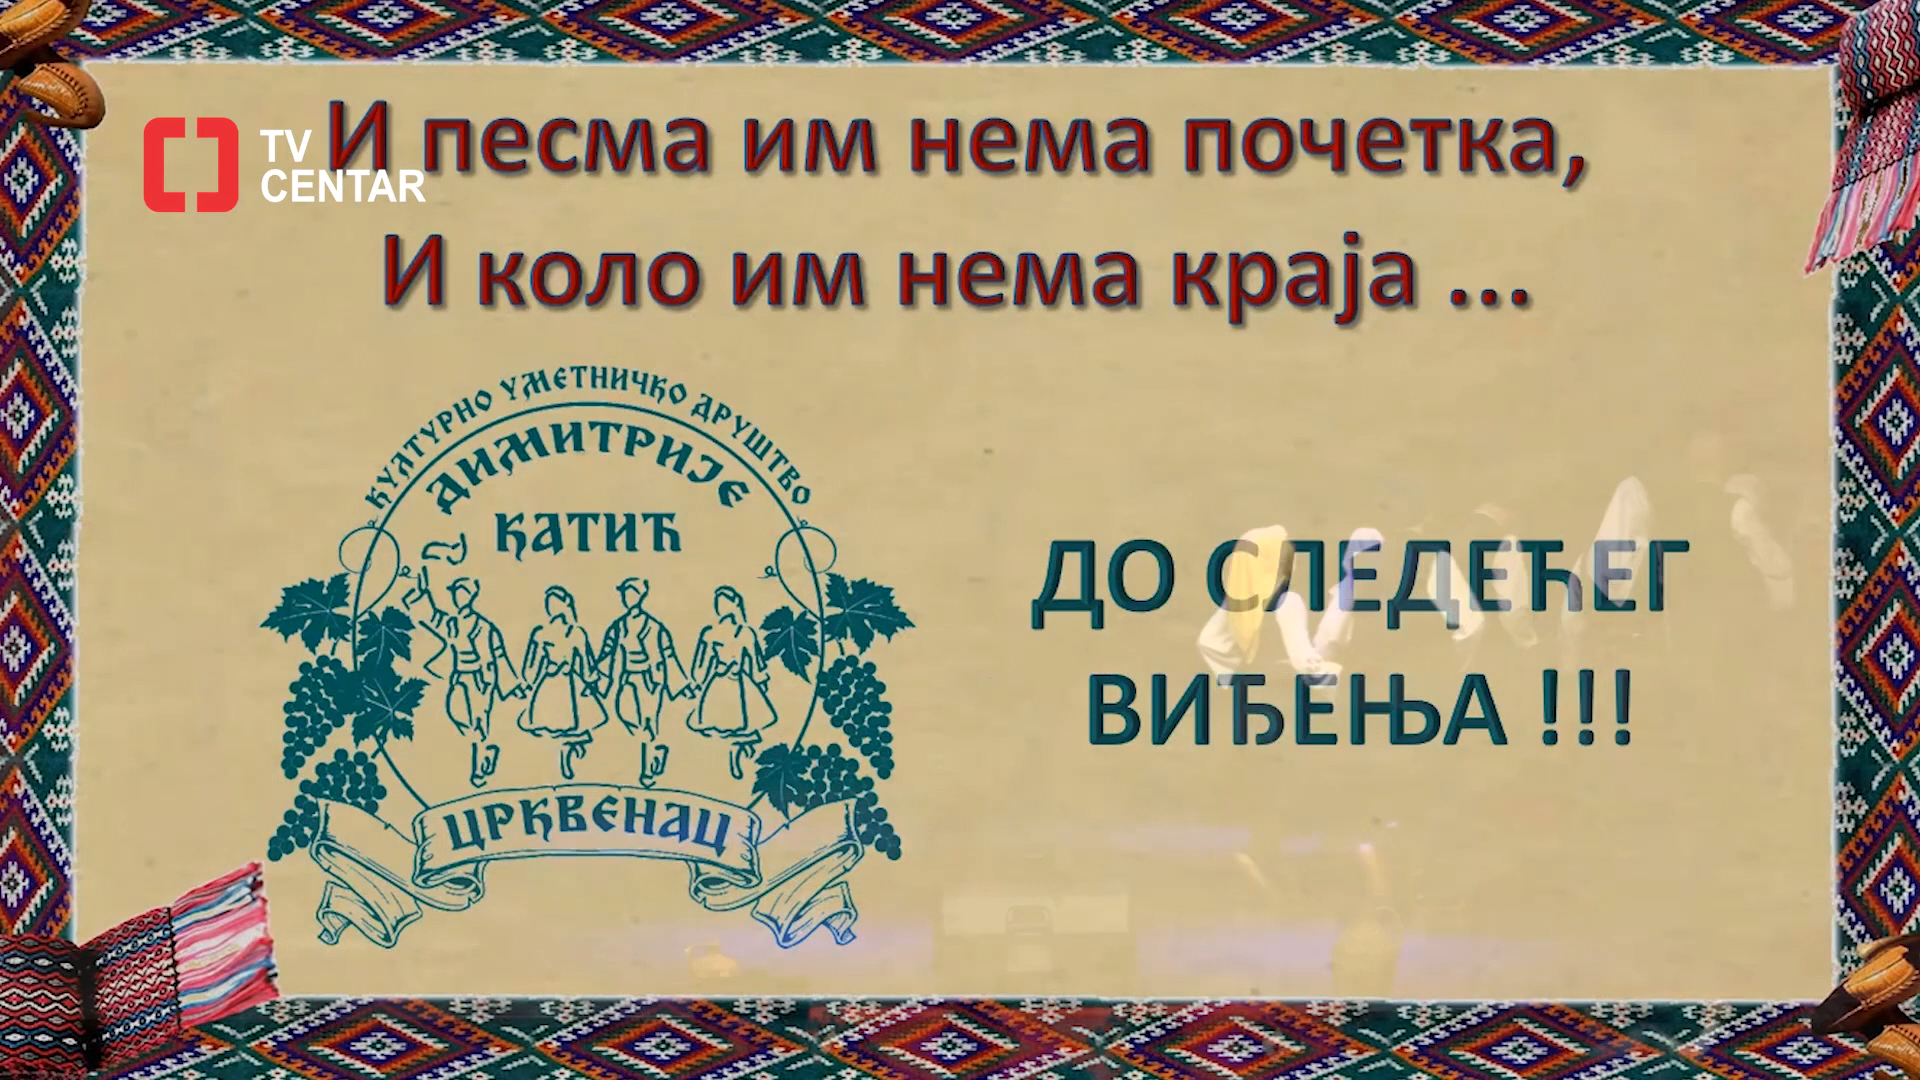 TV
CENTAR
И песма им нема почетка,
И коло им нема краја ...
КУЛТУРНО УМЕТНИЧКО ДРУШТВО
ДИМИТРИЈЕ
КАТИЋ
ЦРКВЕНАЦ
ДО СЛЕДЕЋЕГ
ВИЂЕЊА !!!